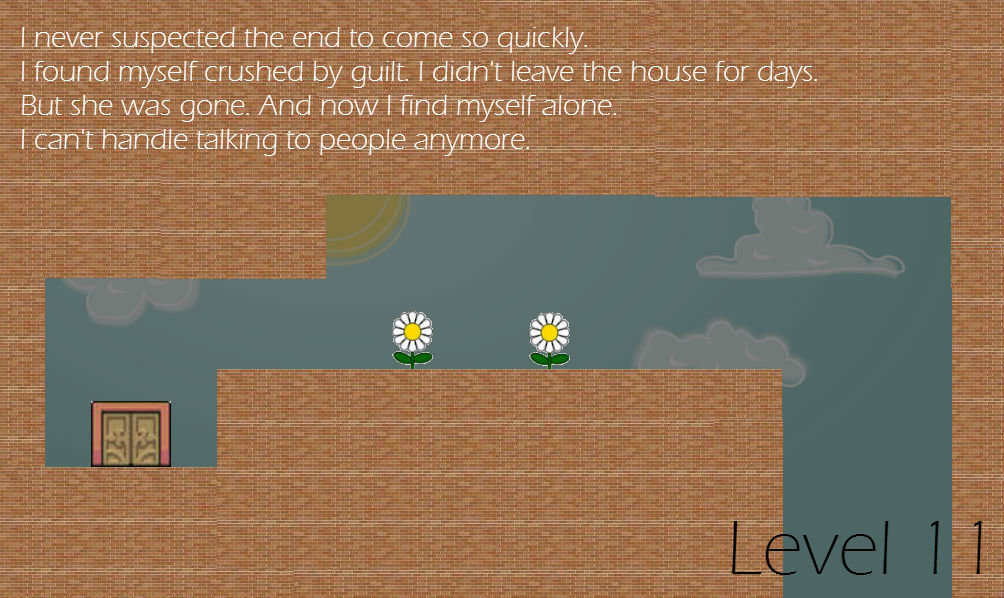 I never suspected the end to come so quickly.
I found myself crushed by guilt. I didn't leave the house for days.
But she was gone. And now I find myself alone.
I can't handle talking to people anymore.
Level 11